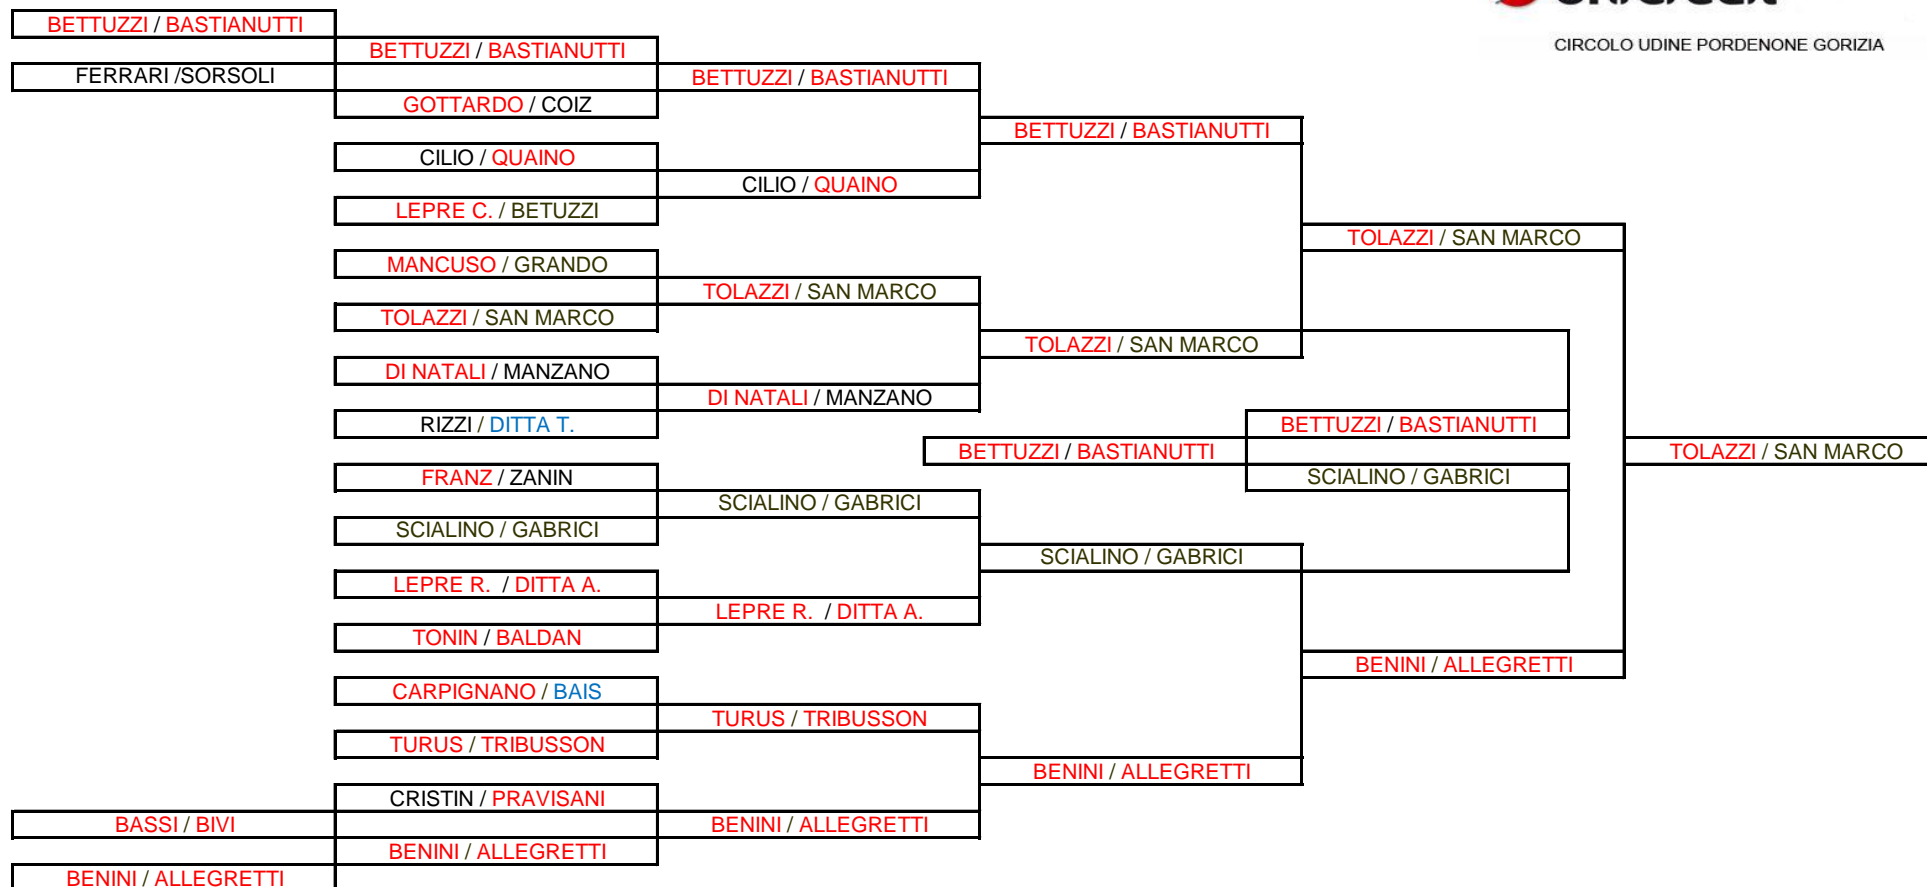 BETTUZZI / BASTIANUTTI
FERRARI /SORSOLI
BASSI / BIVI
BENINI / ALLEGRETTI
BETTUZZI / BASTIANUTTI
GOTTARDO / COIZ
CILIO / QUAINO
LEPRE C. / BETUZZI
MANCUSO / GRANDO
TOLAZZI / SAN MARCO
DI NATALI / MANZANO
RIZZI / DITTA T.
FRANZ / ZANIN
SCIALINO / GABRICI
LEPRE R.  / DITTA A.
TONIN / BALDAN
CARPIGNANO / BAIS
TURUS / TRIBUSSON
CRISTIN / PRAVISANI
BENINI / ALLEGRETTI
BETTUZZI / BASTIANUTTI
CILIO / QUAINO
TOLAZZI / SAN MARCO
DI NATALI / MANZANO
SCIALINO / GABRICI
LEPRE R.  / DITTA A.
TURUS / TRIBUSSON
BENINI / ALLEGRETTI
BETTUZZI / BASTIANUTTI
TOLAZZI / SAN MARCO
BETTUZZI / BASTIANUTTI
SCIALINO / GABRICI
BENINI / ALLEGRETTI
BETTUZZI / BASTIANUTTI
SCIALINO / GABRICI
TOLAZZI / SAN MARCO
BENINI / ALLEGRETTI
TOLAZZI / SAN MARCO
CIRCOLO UDINE PORDENONE GORIZIA